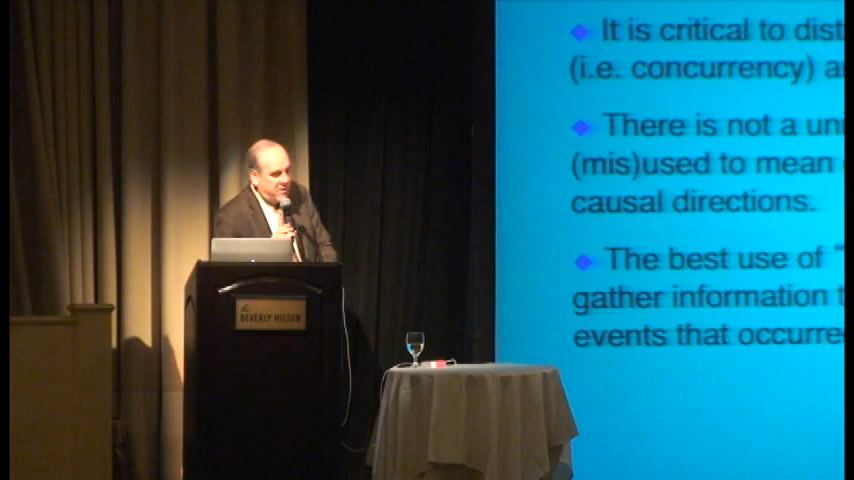 It is critical to dist
(i.e. concurrency) a
There is not a un
(mis)used to mean
causal directions.
The best use of "
gather information t
events that occurre
the
BEVERLY HILTON